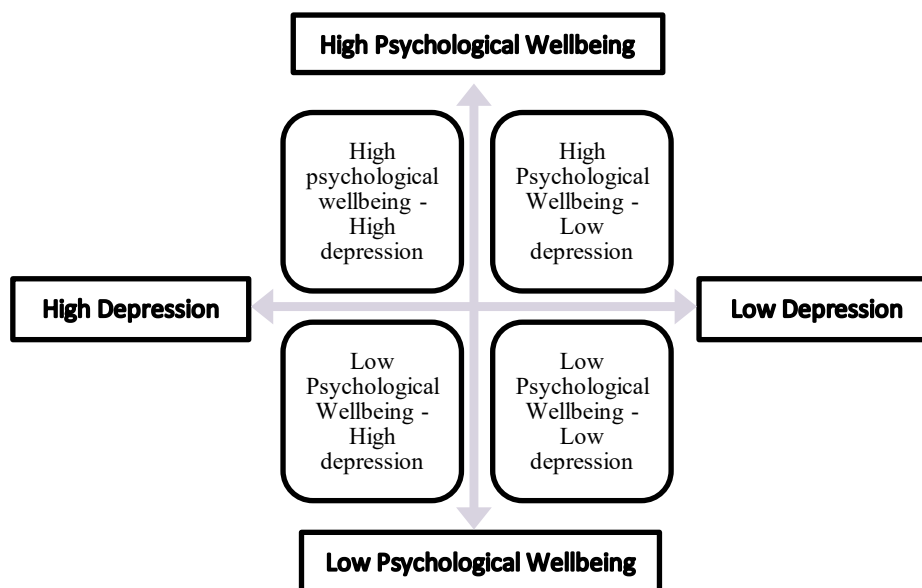 High Psychological Wellbeing
High
psychological
wellbeing -
High
depression
High
Psychological
Wellbeing -
Low
depression
High Depression
Low Depression
Low
Psychological
Wellbeing -
High
depression
Low
Psychological
Wellbeing -
Low
depression
Low Psychological Wellbeing